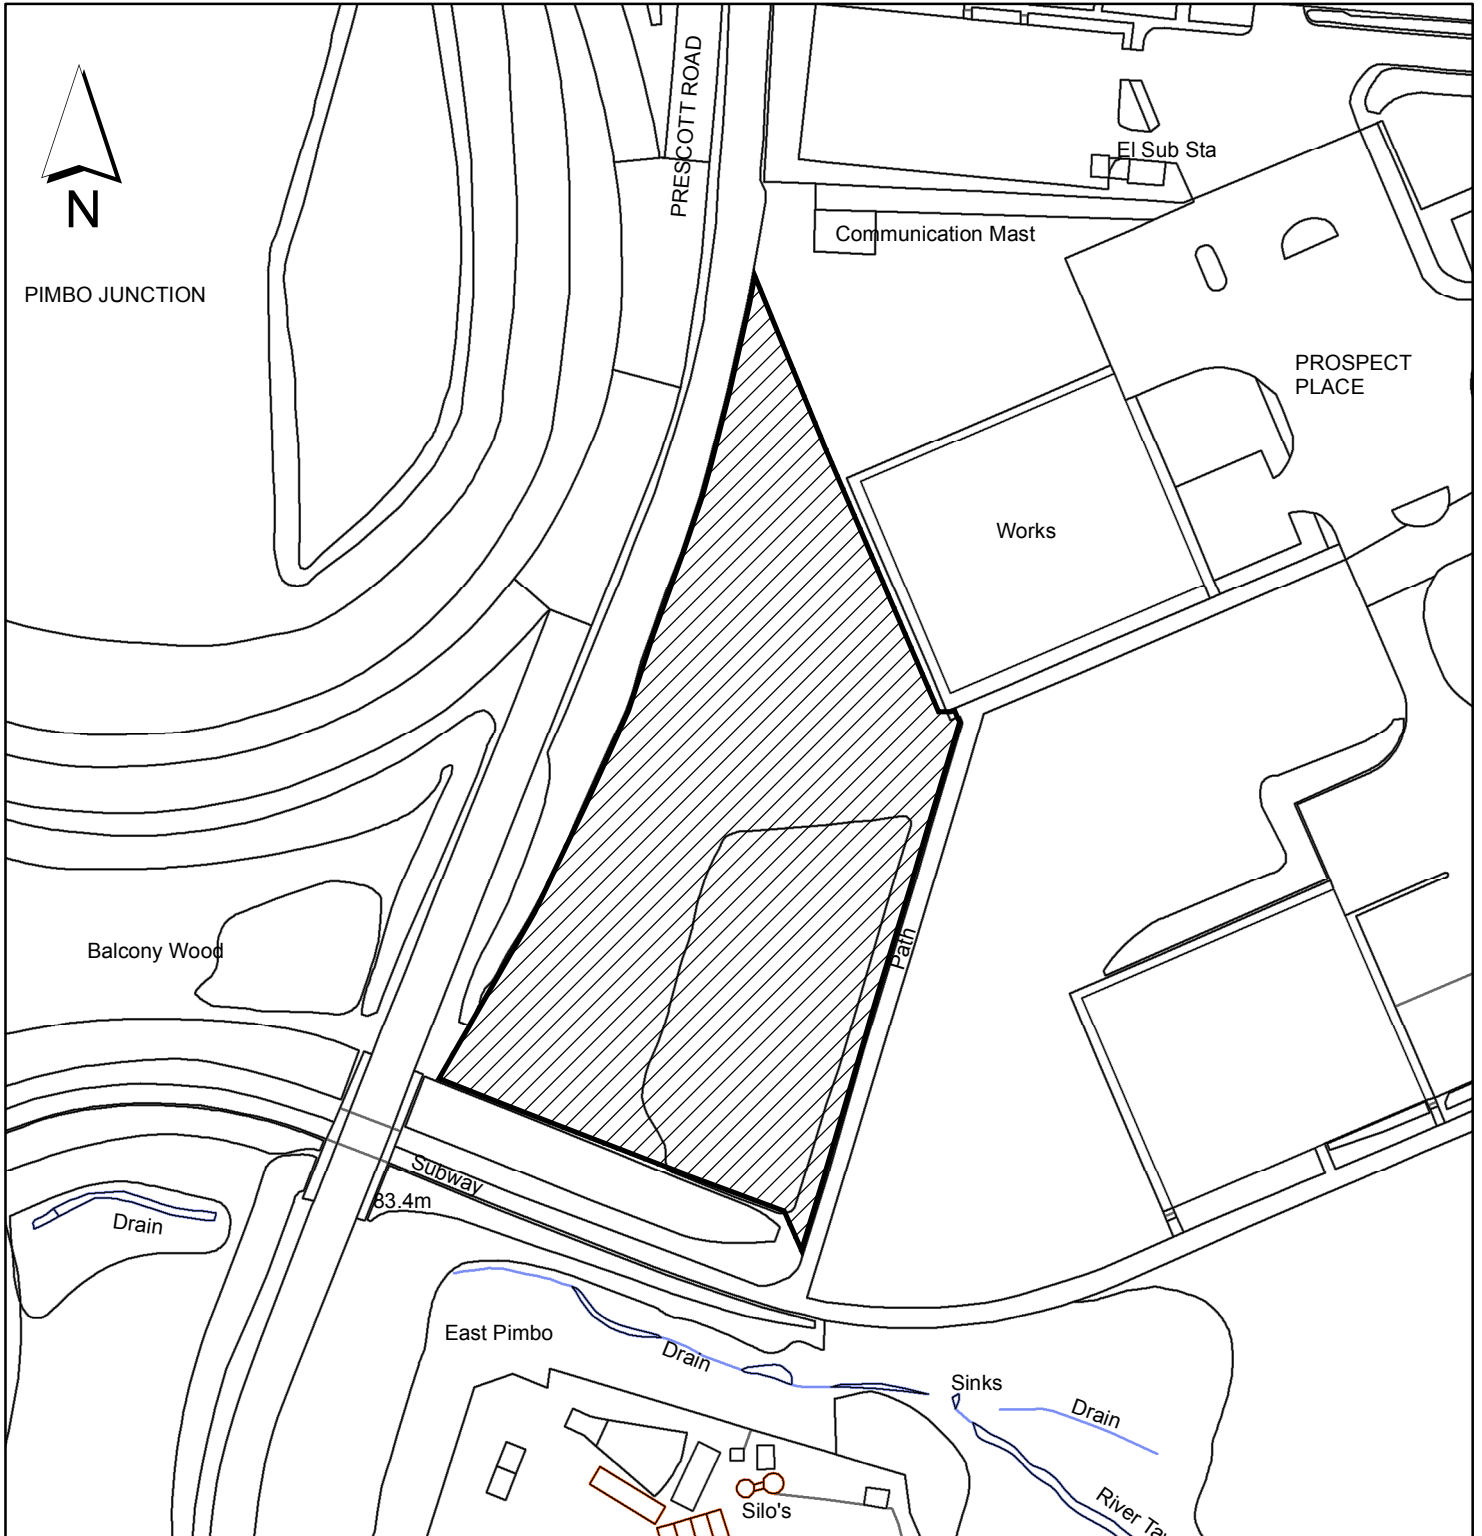 PRESCOTT ROAD
El Sub Sta
N
Communication Mast
PIMBO JUNCTION
PROSPECT
PLACE
Works
Balcony Wood
Path
Subway
83.4m
Drain
East Pimbo
Drain
Sinks
Drain
Silo's
River